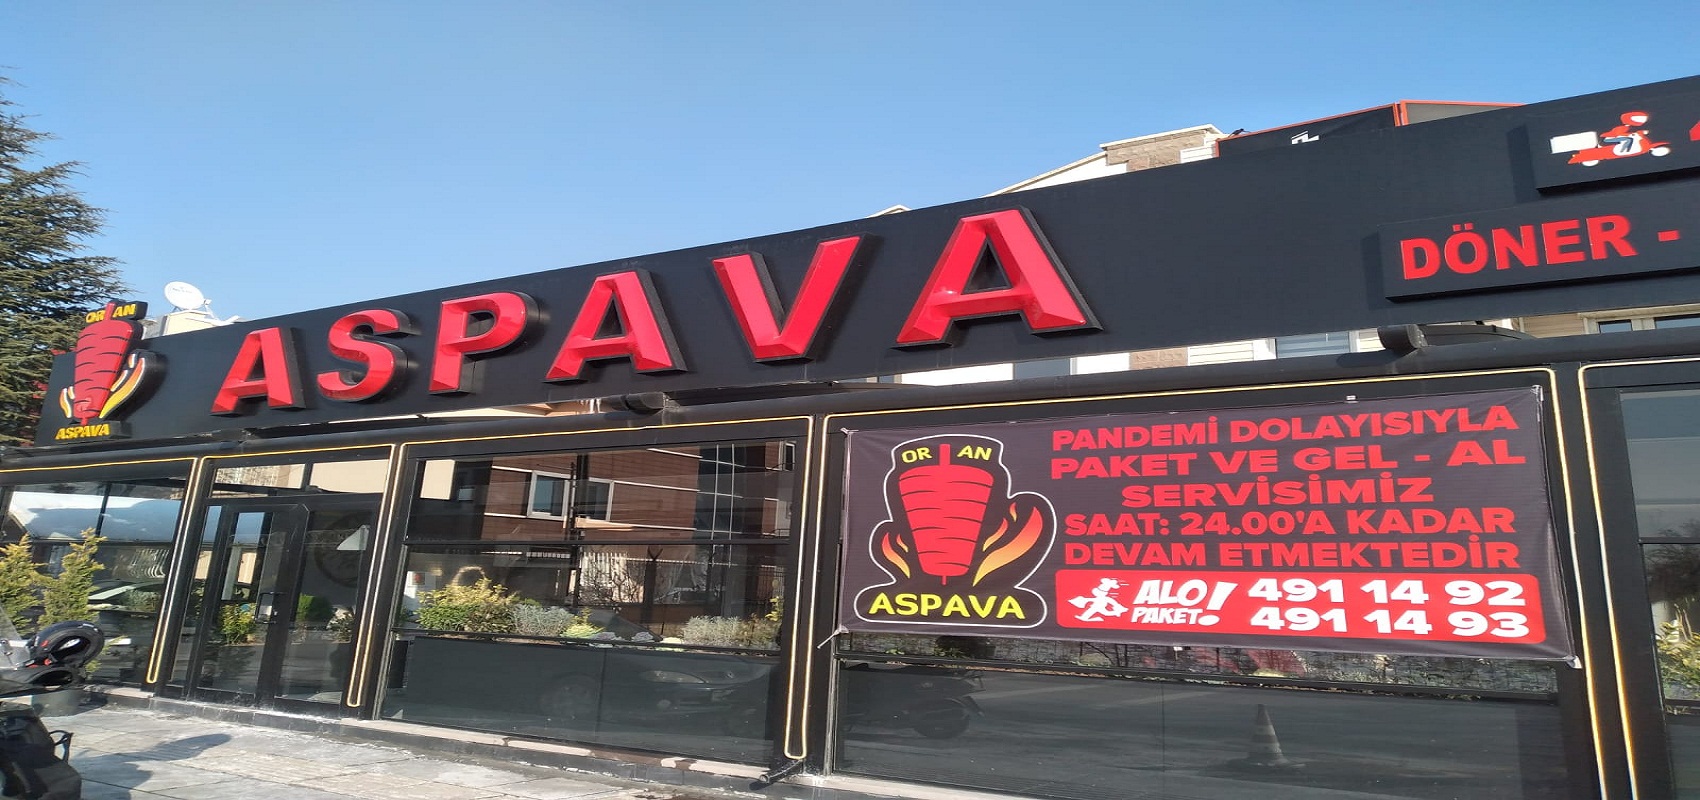 OR AN
ASPAVA
ASPAVA
DÖNER -
OR AN
ASPAVA
PANDEMİ DOLAYISIYLA
PAKET VE GEL - AL
SERVİSİMİZ
SAAT: 24.00'A KADAR
DEVAM ETMEKTEDİR
ALO PAKET!
491 14 92
491 14 93